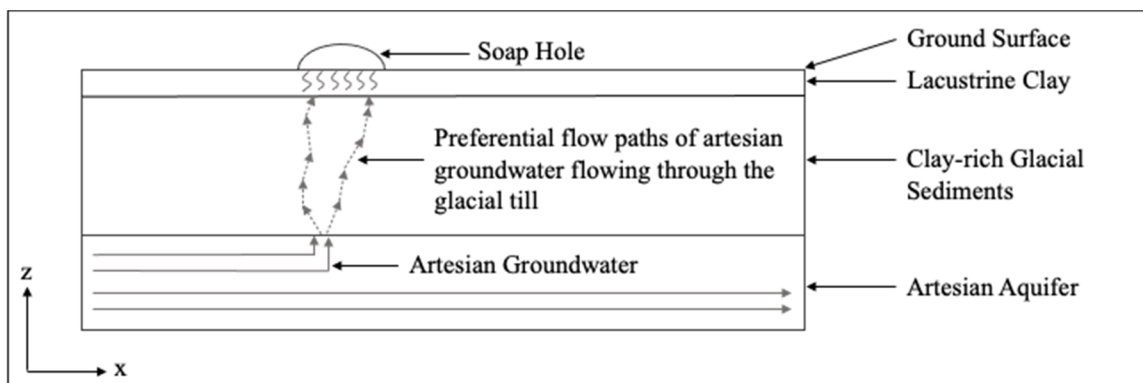 Soap Hole
Ground Surface
Lacustrine Clay
Preferential flow paths of artesian
groundwater flowing through the
glacial till
Clay-rich Glacial
Sediments
Artesian Groundwater
Artesian Aquifer
z
x